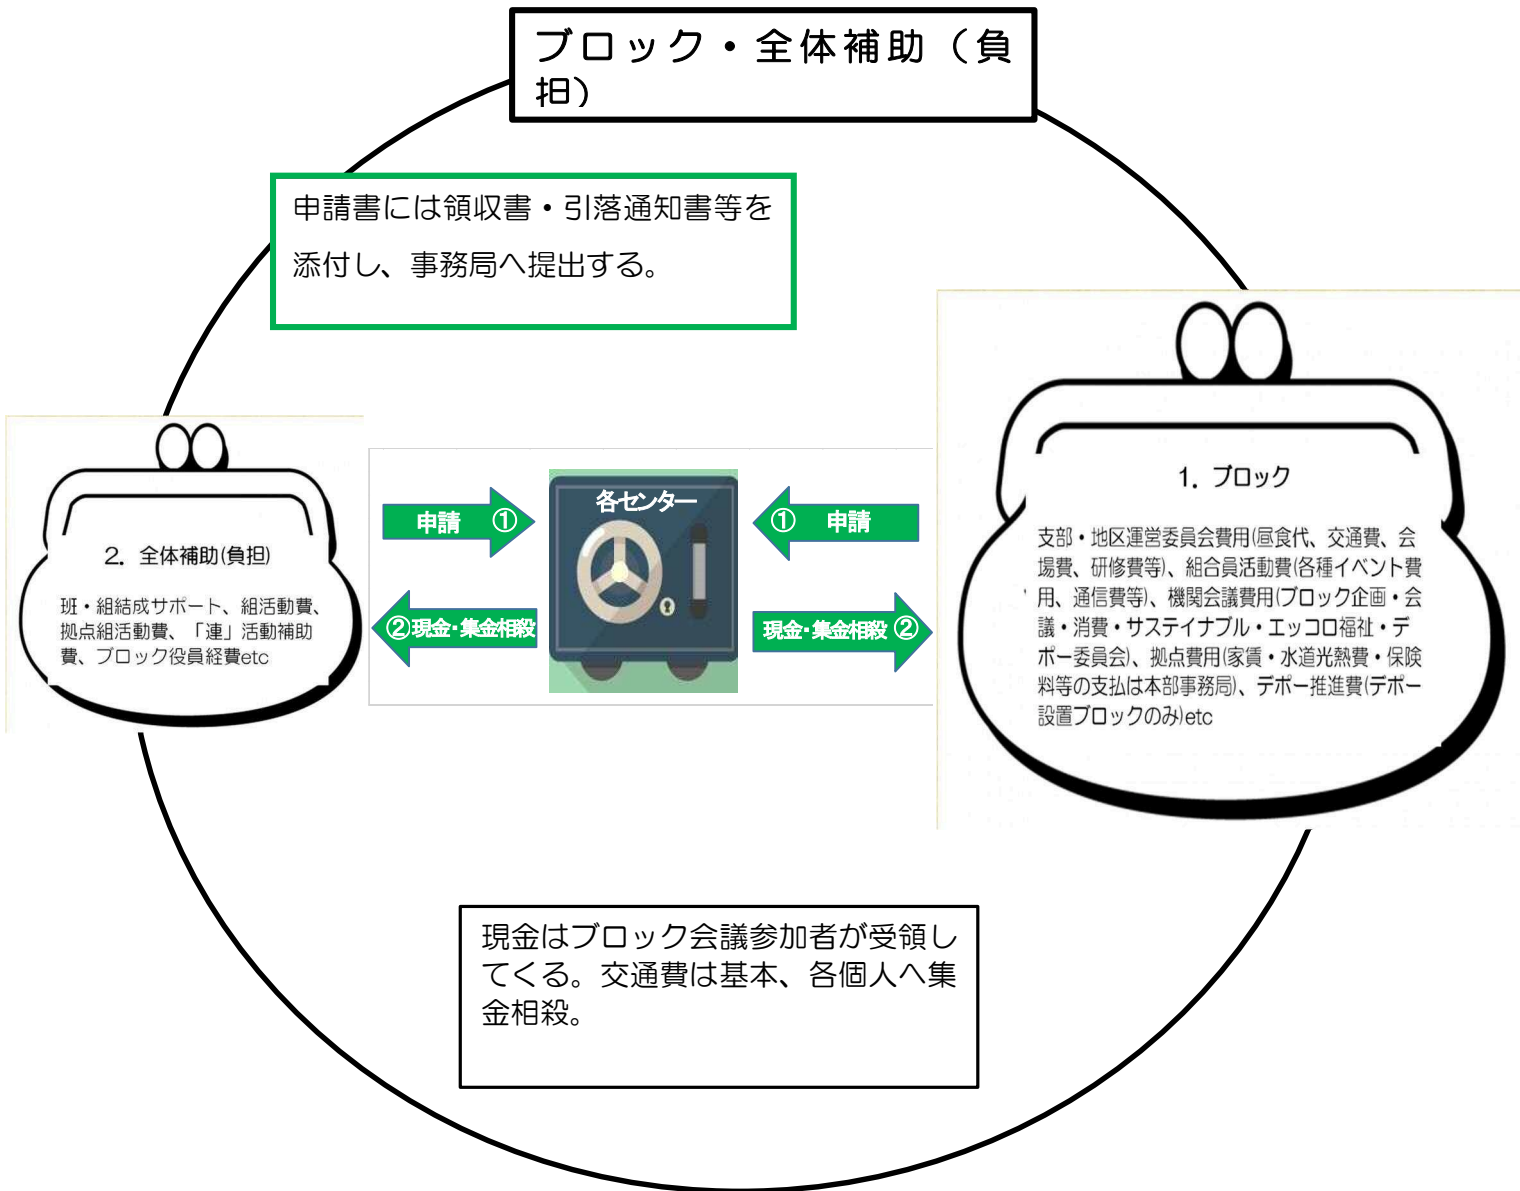 ブロック・全体補助（負
担）
申請書には領収書・引落通知書等を
添付し、事務局へ提出する。
2．全体補助(負担)
班・組結成サポート、組活動費、
拠点組活動費、「連」活動補助
費、ブロック役員経費etc
申請 ①
②現金・集金相殺
各センター
① 申請
現金・集金相殺 ②
1．ブロック
支部・地区運営委員会費用(昼食代、交通費、会
場費、研修費等)、組合員活動費(各種イベント費
用、通信費等)、機関会議費用(ブロック企画・会
議・消費・サステイナブル・エッコロ福祉・デ
ポー委員会)、拠点費用(家賃・水道光熱費・保険
料等の支払は本部事務局)、デポー推進費(デポー
設置ブロックのみ)etc
現金はブロック会議参加者が受領し
てくる。交通費は基本、各個人へ集
金相殺。